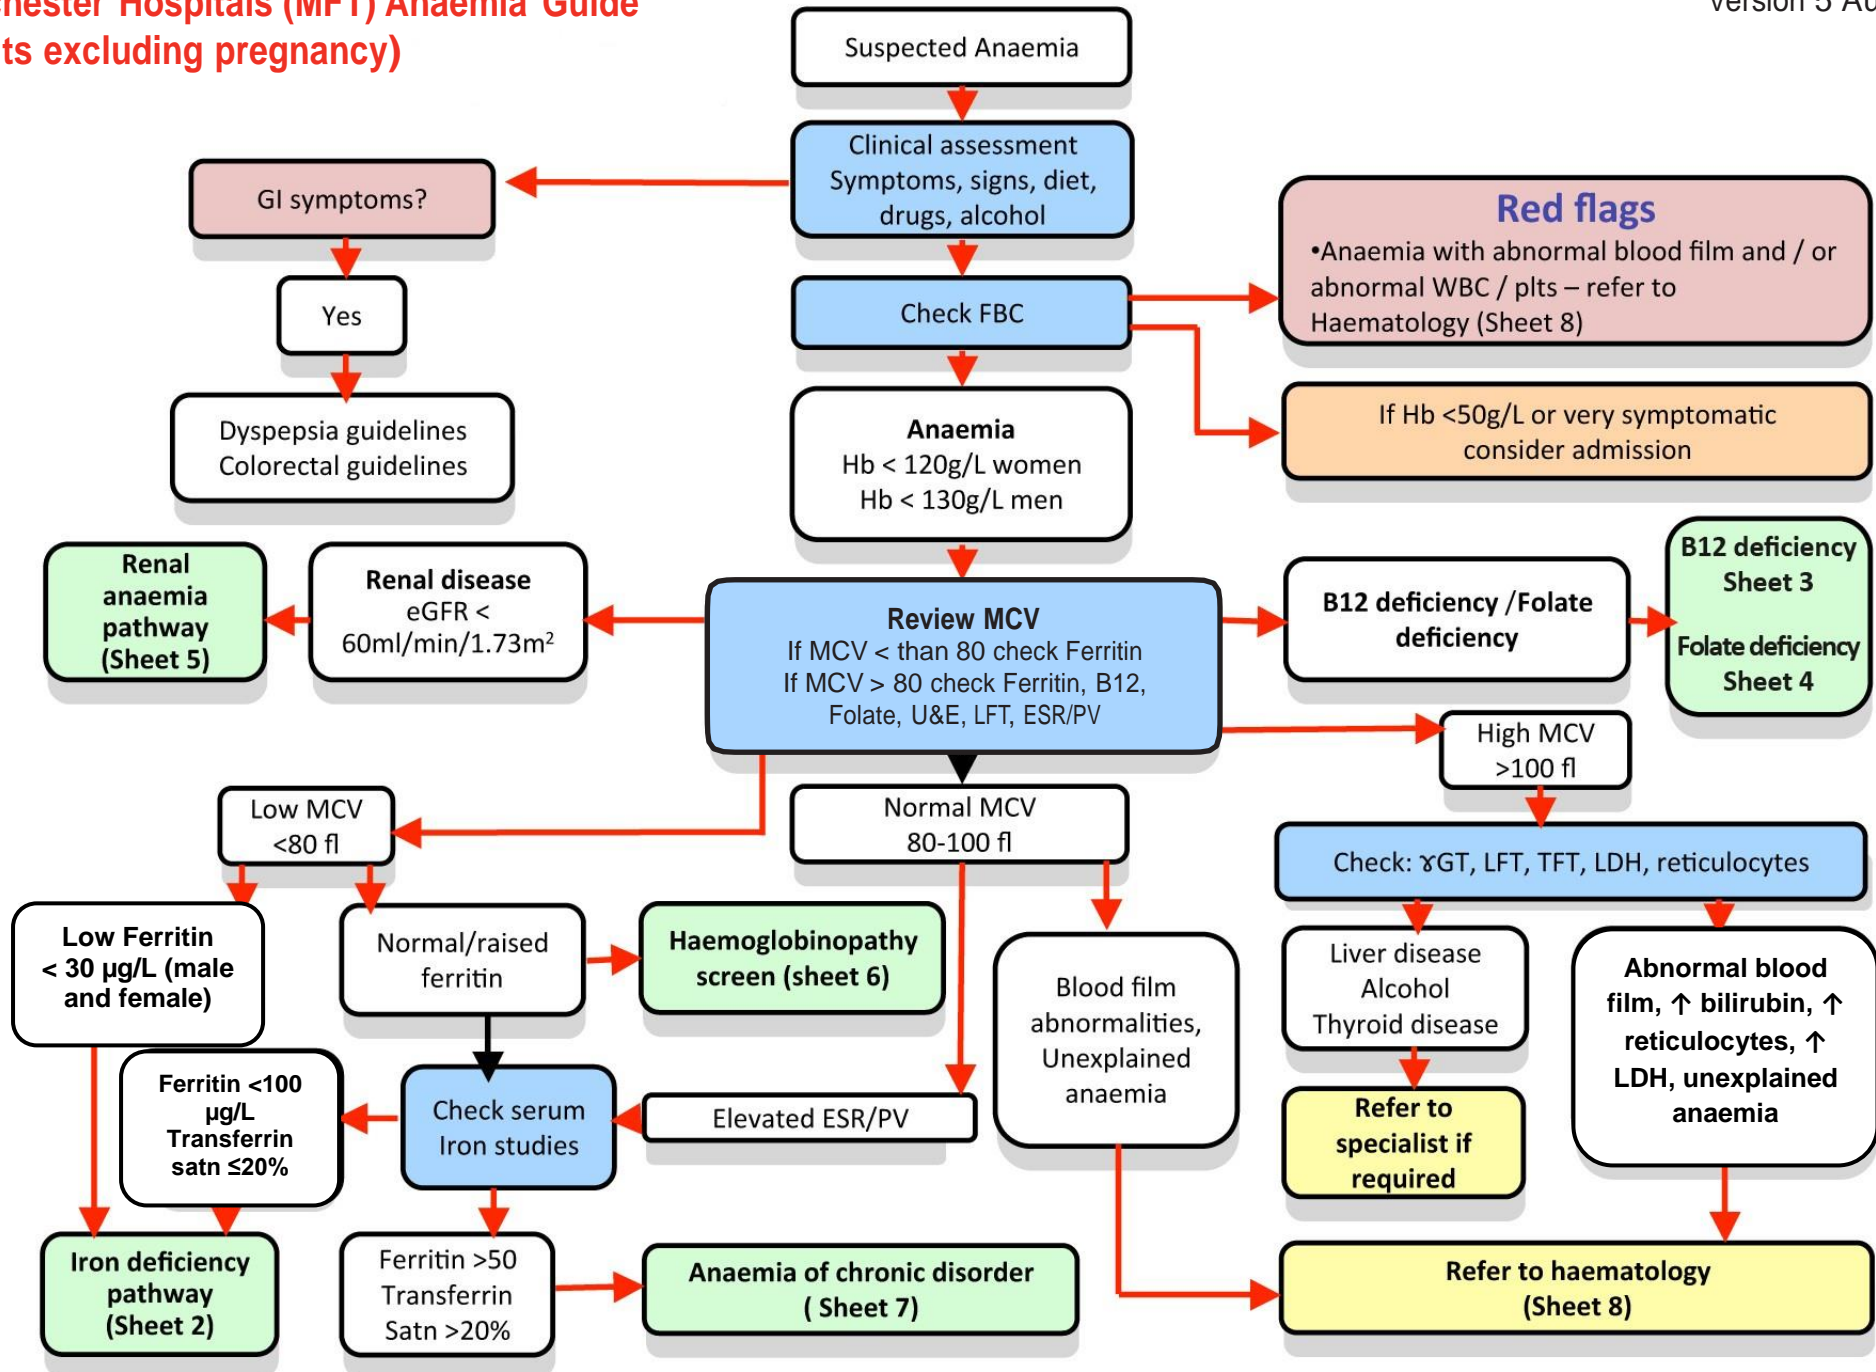 Hospitals (MFT) Anaemia Guide
excluding pregnancy)
version 5
Suspected Anaemia
Clinical assessment
Symptoms, signs, diet,
drugs, alcohol
GI symptoms?
Yes
Dyspepsia guidelines
Colorectal guidelines
Red flags
•Anaemia with abnormal blood film and / or
abnormal WBC / plts – refer to
Haematology (Sheet 8)
Check FBC
If Hb <50g/L or very symptomatic
consider admission
Anaemia
Hb < 120g/L women
Hb < 130g/L men
Renal
anaemia
pathway
(Sheet 5)
Renal disease
eGFR <
60ml/min/1.73m²
Review MCV
If MCV < than 80 check Ferritin
If MCV > 80 check Ferritin, B12,
Folate, U&E, LFT, ESR/PV
B12 deficiency /Folate
deficiency
B12 deficiency
Sheet 3
Folate deficiency
Sheet 4
High MCV
>100 fl
Low MCV
<80 fl
Normal MCV
80-100 fl
Check: ɤGT, LFT, TFT, LDH, reticulocytes
Low Ferritin
< 30 µg/L (male
and female)
Normal/raised
ferritin
Haemoglobinopathy
screen (sheet 6)
Blood film
abnormalities,
Unexplained
anaemia
Liver disease
Alcohol
Thyroid disease
Abnormal blood
film, ↑ bilirubin, ↑
reticulocytes, ↑
LDH, unexplained
anaemia
Ferritin <100
µg/L
Transferrin
satn ≤20%
Check serum
Iron studies
Elevated ESR/PV
Refer to
specialist if
required
Iron deficiency
pathway
(Sheet 2)
Ferritin >50
Transferrin
Satn >20%
Anaemia of chronic disorder
( Sheet 7)
Refer to haematology
(Sheet 8)